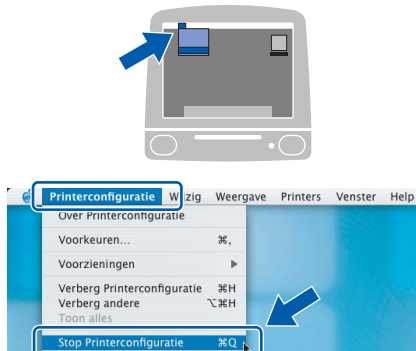 Printerconfiguratie Wijzig Weergave Printers Venster Help
Over Printerconfiguratie
Voorkeuren... ⌘,
Voorzieningen ▶
Verberg Printerconfiguratie ⌘H
Verberg andere ⌥⌘H
Toon alles
Stop Printerconfiguratie ⌘Q